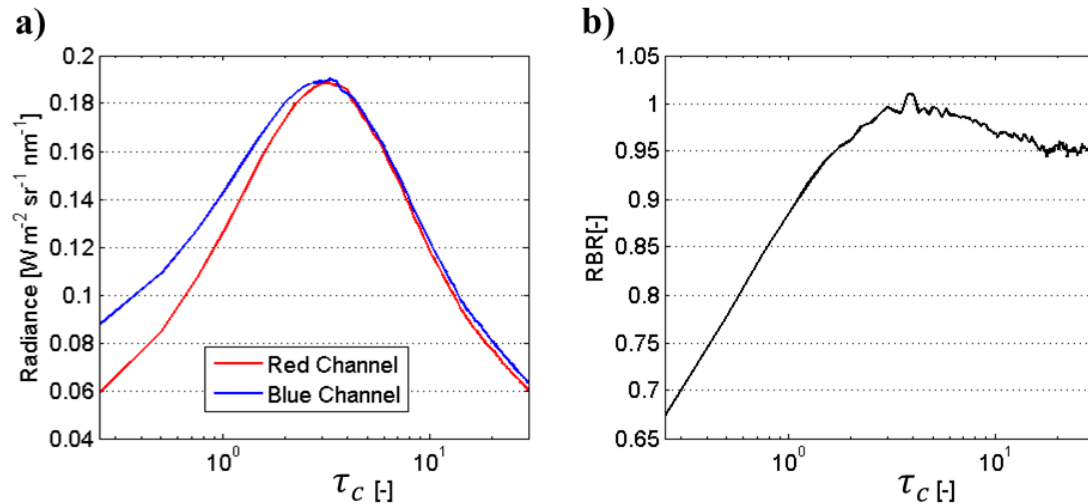 a)
0.2
0.18
0.16
0.14
0.12
0.1
0.08
0.06
0.04
Radiance [W m⁻² sr⁻¹ nm⁻¹]
Red Channel
Blue Channel
10⁰ 10¹
τ_c [-]
b)
1.05
1
0.95
0.9
0.85
0.8
0.75
0.7
0.65
RBR[-]
10⁰ 10¹
τ_c [-]